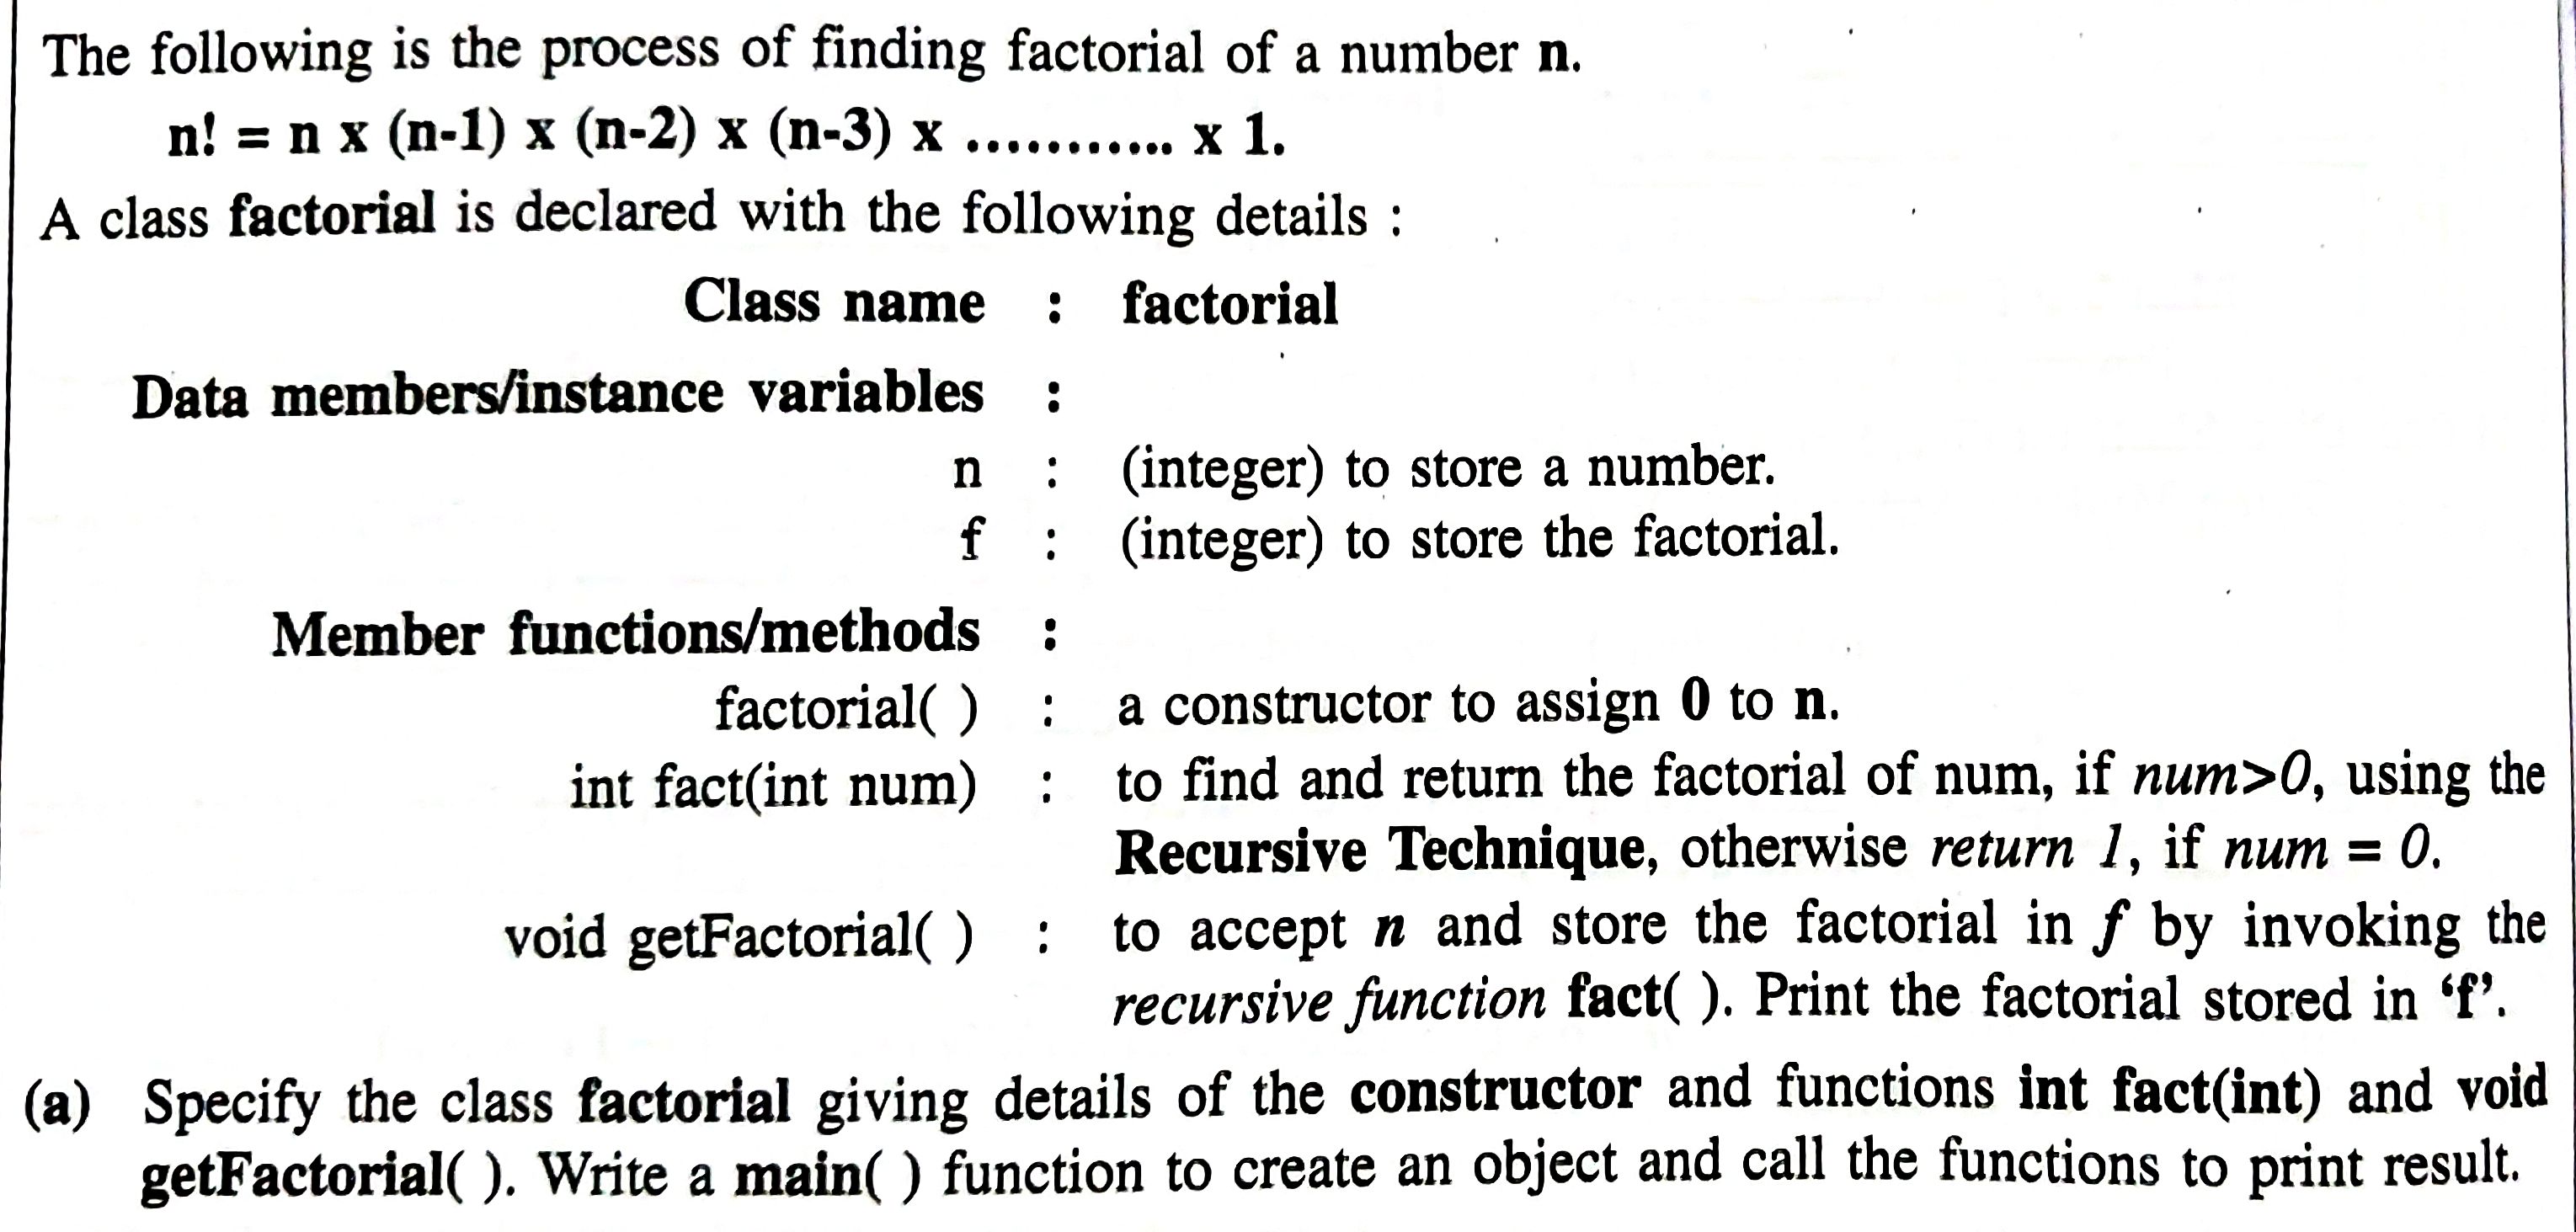 The following is the process of finding factorial of a number n.
n! = n x (n-1) x (n-2) x (n-3) x ........... x 1.
A class factorial is declared with the following details :
Class name : factorial
Data members/instance variables :
n : (integer) to store a number.
f : (integer) to store the factorial.
Member functions/methods :
factorial( ) : a constructor to assign 0 to n.
int fact(int num) : to find and return the factorial of num, if num>0, using the
Recursive Technique, otherwise return 1, if num = 0.
void getFactorial( ) : to accept n and store the factorial in f by invoking the
recursive function fact( ). Print the factorial stored in ‘f’.
(a) Specify the class factorial giving details of the constructor and functions int fact(int) and void
getFactorial( ). Write a main( ) function to create an object and call the functions to print result.